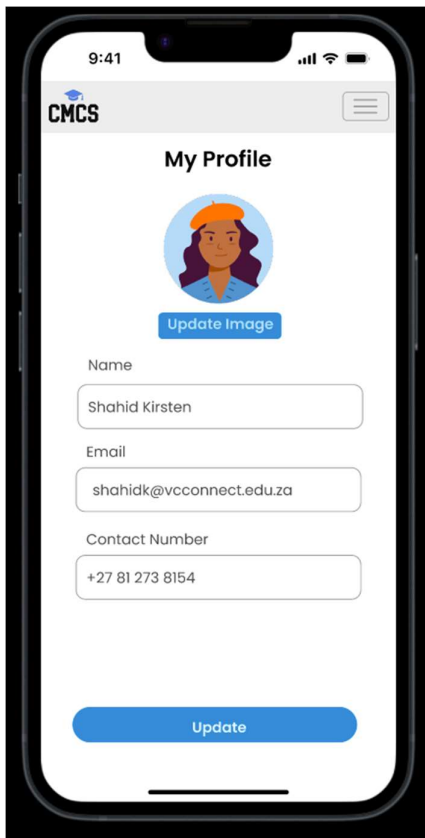 9:41
CMCS
My Profile
Update Image
Name
Shahid Kirsten
Email
shahidk@vcconnect.edu.za
Contact Number
+27 81 273 8154
Update